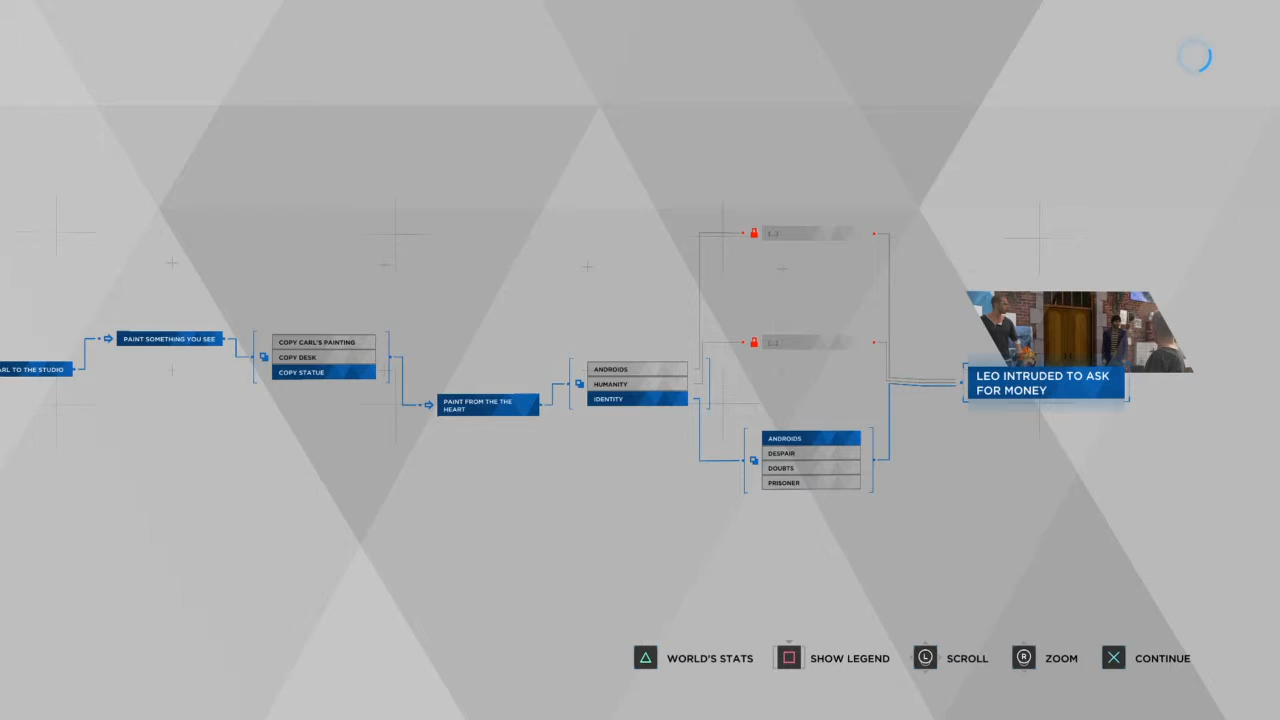 ARL TO THE STUDIO
PAINT SOMETHING YOU SEE
COPY CARL'S PAINTING
COPY DESK
COPY STATUE
PAINT FROM THE THE
HEART
ANDROIDS
HUMANITY
IDENTITY
[...]
[...]
ANDROIDS
DESPAIR
DOUBTS
PRISONER
LEO INTRUDED TO ASK
FOR MONEY
WORLD'S STATS
SHOW LEGEND
L
SCROLL
R
ZOOM
CONTINUE